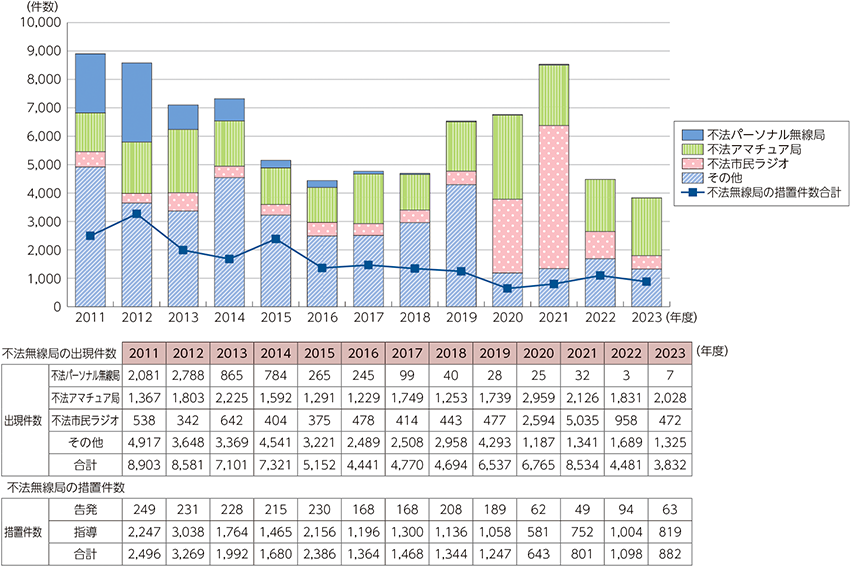 (件数)
10,000
9,000
8,000
7,000
6,000
5,000
4,000
3,000
2,000
1,000
0
2011 2012 2013 2014 2015 2016 2017 2018 2019 2020 2021 2022 2023 (年度)
不法パーソナル無線局
不法アマチュア局
不法市民ラジオ
その他
不法無線局の措置件数合計
不法無線局の出現件数 2011 2012 2013 2014 2015 2016 2017 2018 2019 2020 2021 2022 2023 (年度)
出現件数
不法パーソナル無線局 2,081 2,788 865 784 265 245 99 40 28 25 32 3 7
不法アマチュア局 1,367 1,803 2,225 1,592 1,291 1,229 1,749 1,253 1,739 2,959 2,126 1,831 2,028
不法市民ラジオ 538 342 642 404 375 478 414 443 477 2,594 5,035 958 472
その他 4,917 3,648 3,369 4,541 3,221 2,489 2,508 2,958 4,293 1,187 1,341 1,689 1,325
合計 8,903 8,581 7,101 7,321 5,152 4,441 4,770 4,694 6,537 6,765 8,534 4,481 3,832
不法無線局の措置件数
措置件数
告発 249 231 228 215 230 168 168 208 189 62 49 94 63
指導 2,247 3,038 1,764 1,465 2,156 1,196 1,300 1,136 1,058 581 752 1,004 819
合計 2,496 3,269 1,992 1,680 2,386 1,364 1,468 1,344 1,247 643 801 1,098 882